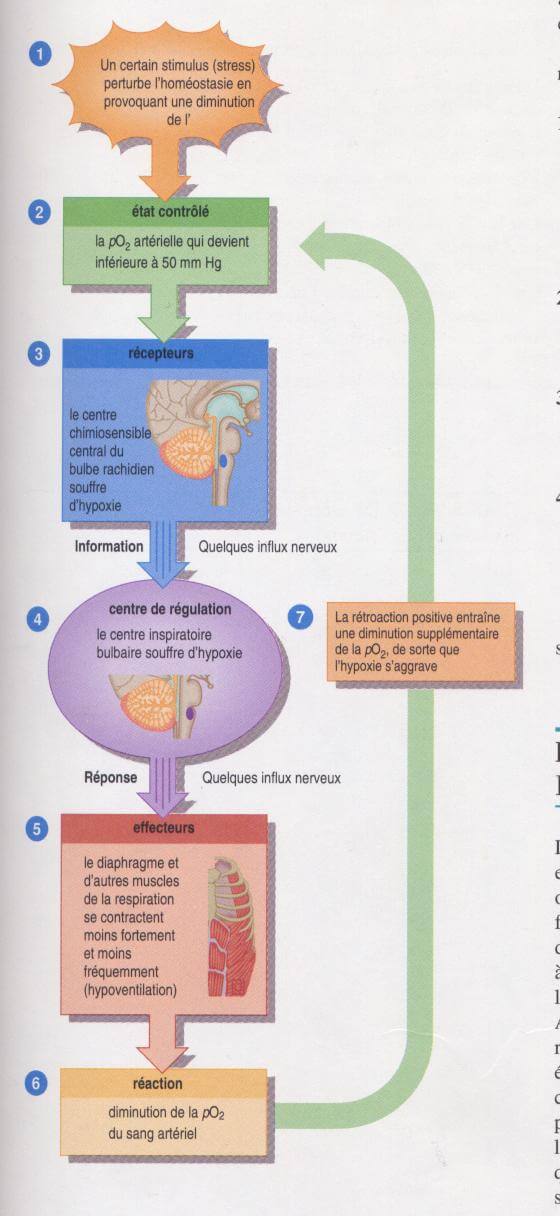 1
Un certain stimulus (stress)
perturbe l'homéostasie en
provoquant une diminution
de l'
2
état contrôlé
la pO₂ artérielle qui devient
inférieure à 50 mm Hg
3
récepteurs
le centre
chimiosensible
central du
bulbe rachidien
souffre
d'hypoxie
Information
Quelques influx nerveux
4
centre de régulation
le centre inspiratoire
bulbaire souffre d'hypoxie
7
La rétroaction positive entraîne
une diminution supplémentaire
de la pO₂, de sorte que
l'hypoxie s'aggrave
Réponse
Quelques influx nerveux
5
effecteurs
le diaphragme et
d'autres muscles
de la respiration
se contractent
moins fortement
et moins
fréquemment
(hypoventilation)
6
réaction
diminution de la pO₂
du sang artériel